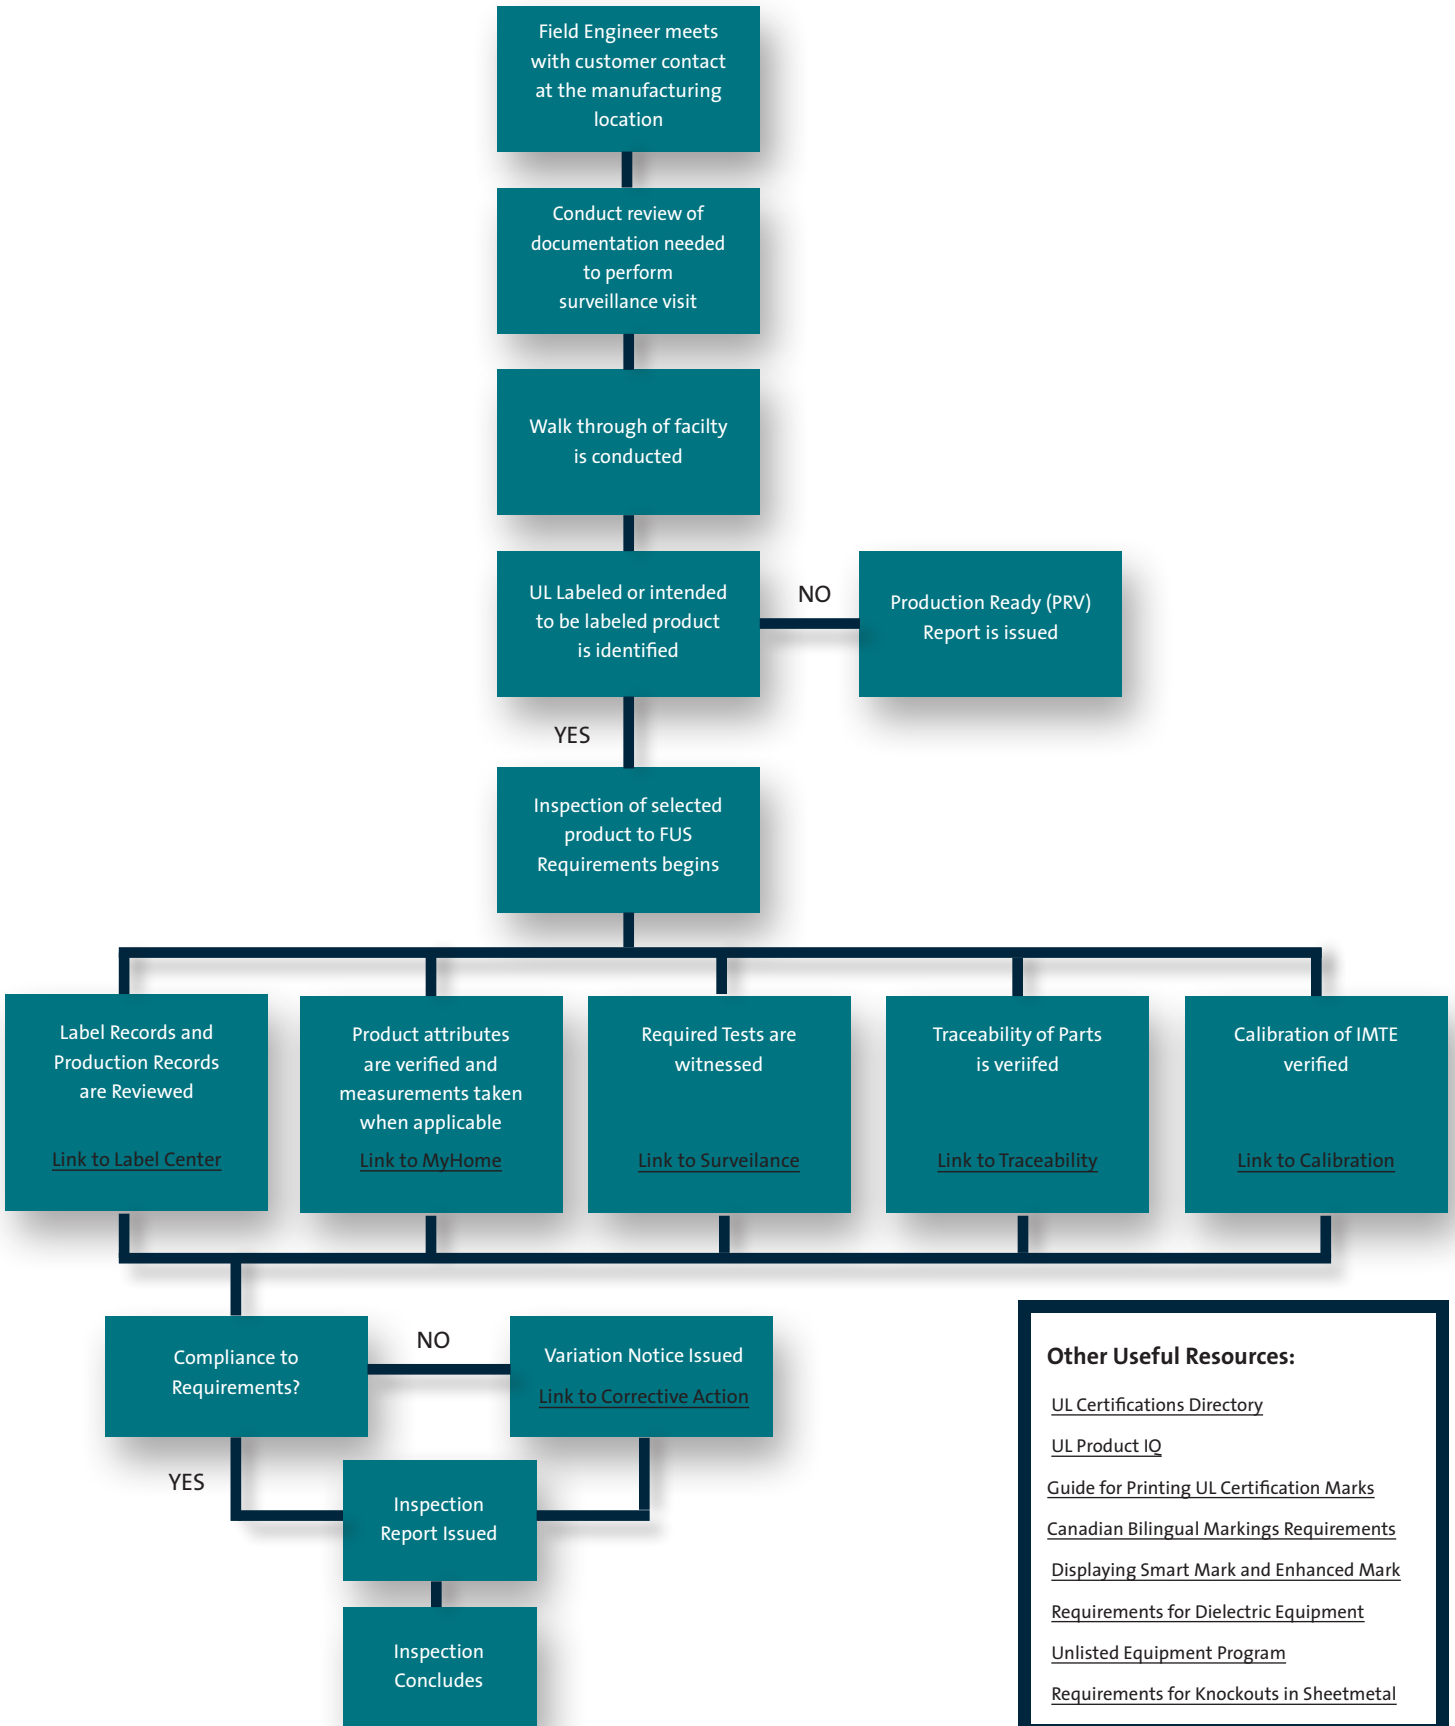 Field Engineer meets
with customer contact
at the manufacturing
location
Conduct review of
documentation needed
to perform
surveillance visit
Walk through of facilty
is conducted
UL Labeled or intended
to be labeled product
is identified
NO
Production Ready (PRV)
Report is issued
YES
Inspection of selected
product to FUS
Requirements begins
Label Records and
Production Records
are Reviewed
Link to Label Center
Product attributes
are verified and
measurements taken
when applicable
Link to MyHome
Required Tests are
witnessed
Link to Surveilance
Traceability of Parts
is veriifed
Link to Traceability
Calibration of IMTE
verified
Link to Calibration
Compliance to
Requirements?
NO
Variation Notice Issued
Link to Corrective Action
YES
Inspection
Report Issued
Inspection
Concludes
Other Useful Resources:
UL Certifications Directory
UL Product IQ
Guide for Printing UL Certification Marks
Canadian Bilingual Markings Requirements
Displaying Smart Mark and Enhanced Mark
Requirements for Dielectric Equipment
Unlisted Equipment Program
Requirements for Knockouts in Sheetmetal